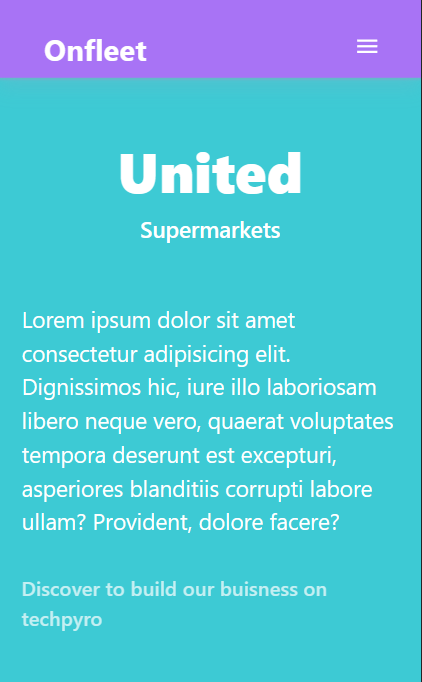 Onfleet
United
Supermarkets
Lorem ipsum dolor sit amet
consectetur adipisicing elit.
Dignissimos hic, iure illo laboriosam
libero neque vero, quaerat voluptates
tempora deserunt est excepturi,
asperiores blanditiis corrupti labore
ullam? Provident, dolore facere?
Discover to build our buisness on
techpyro